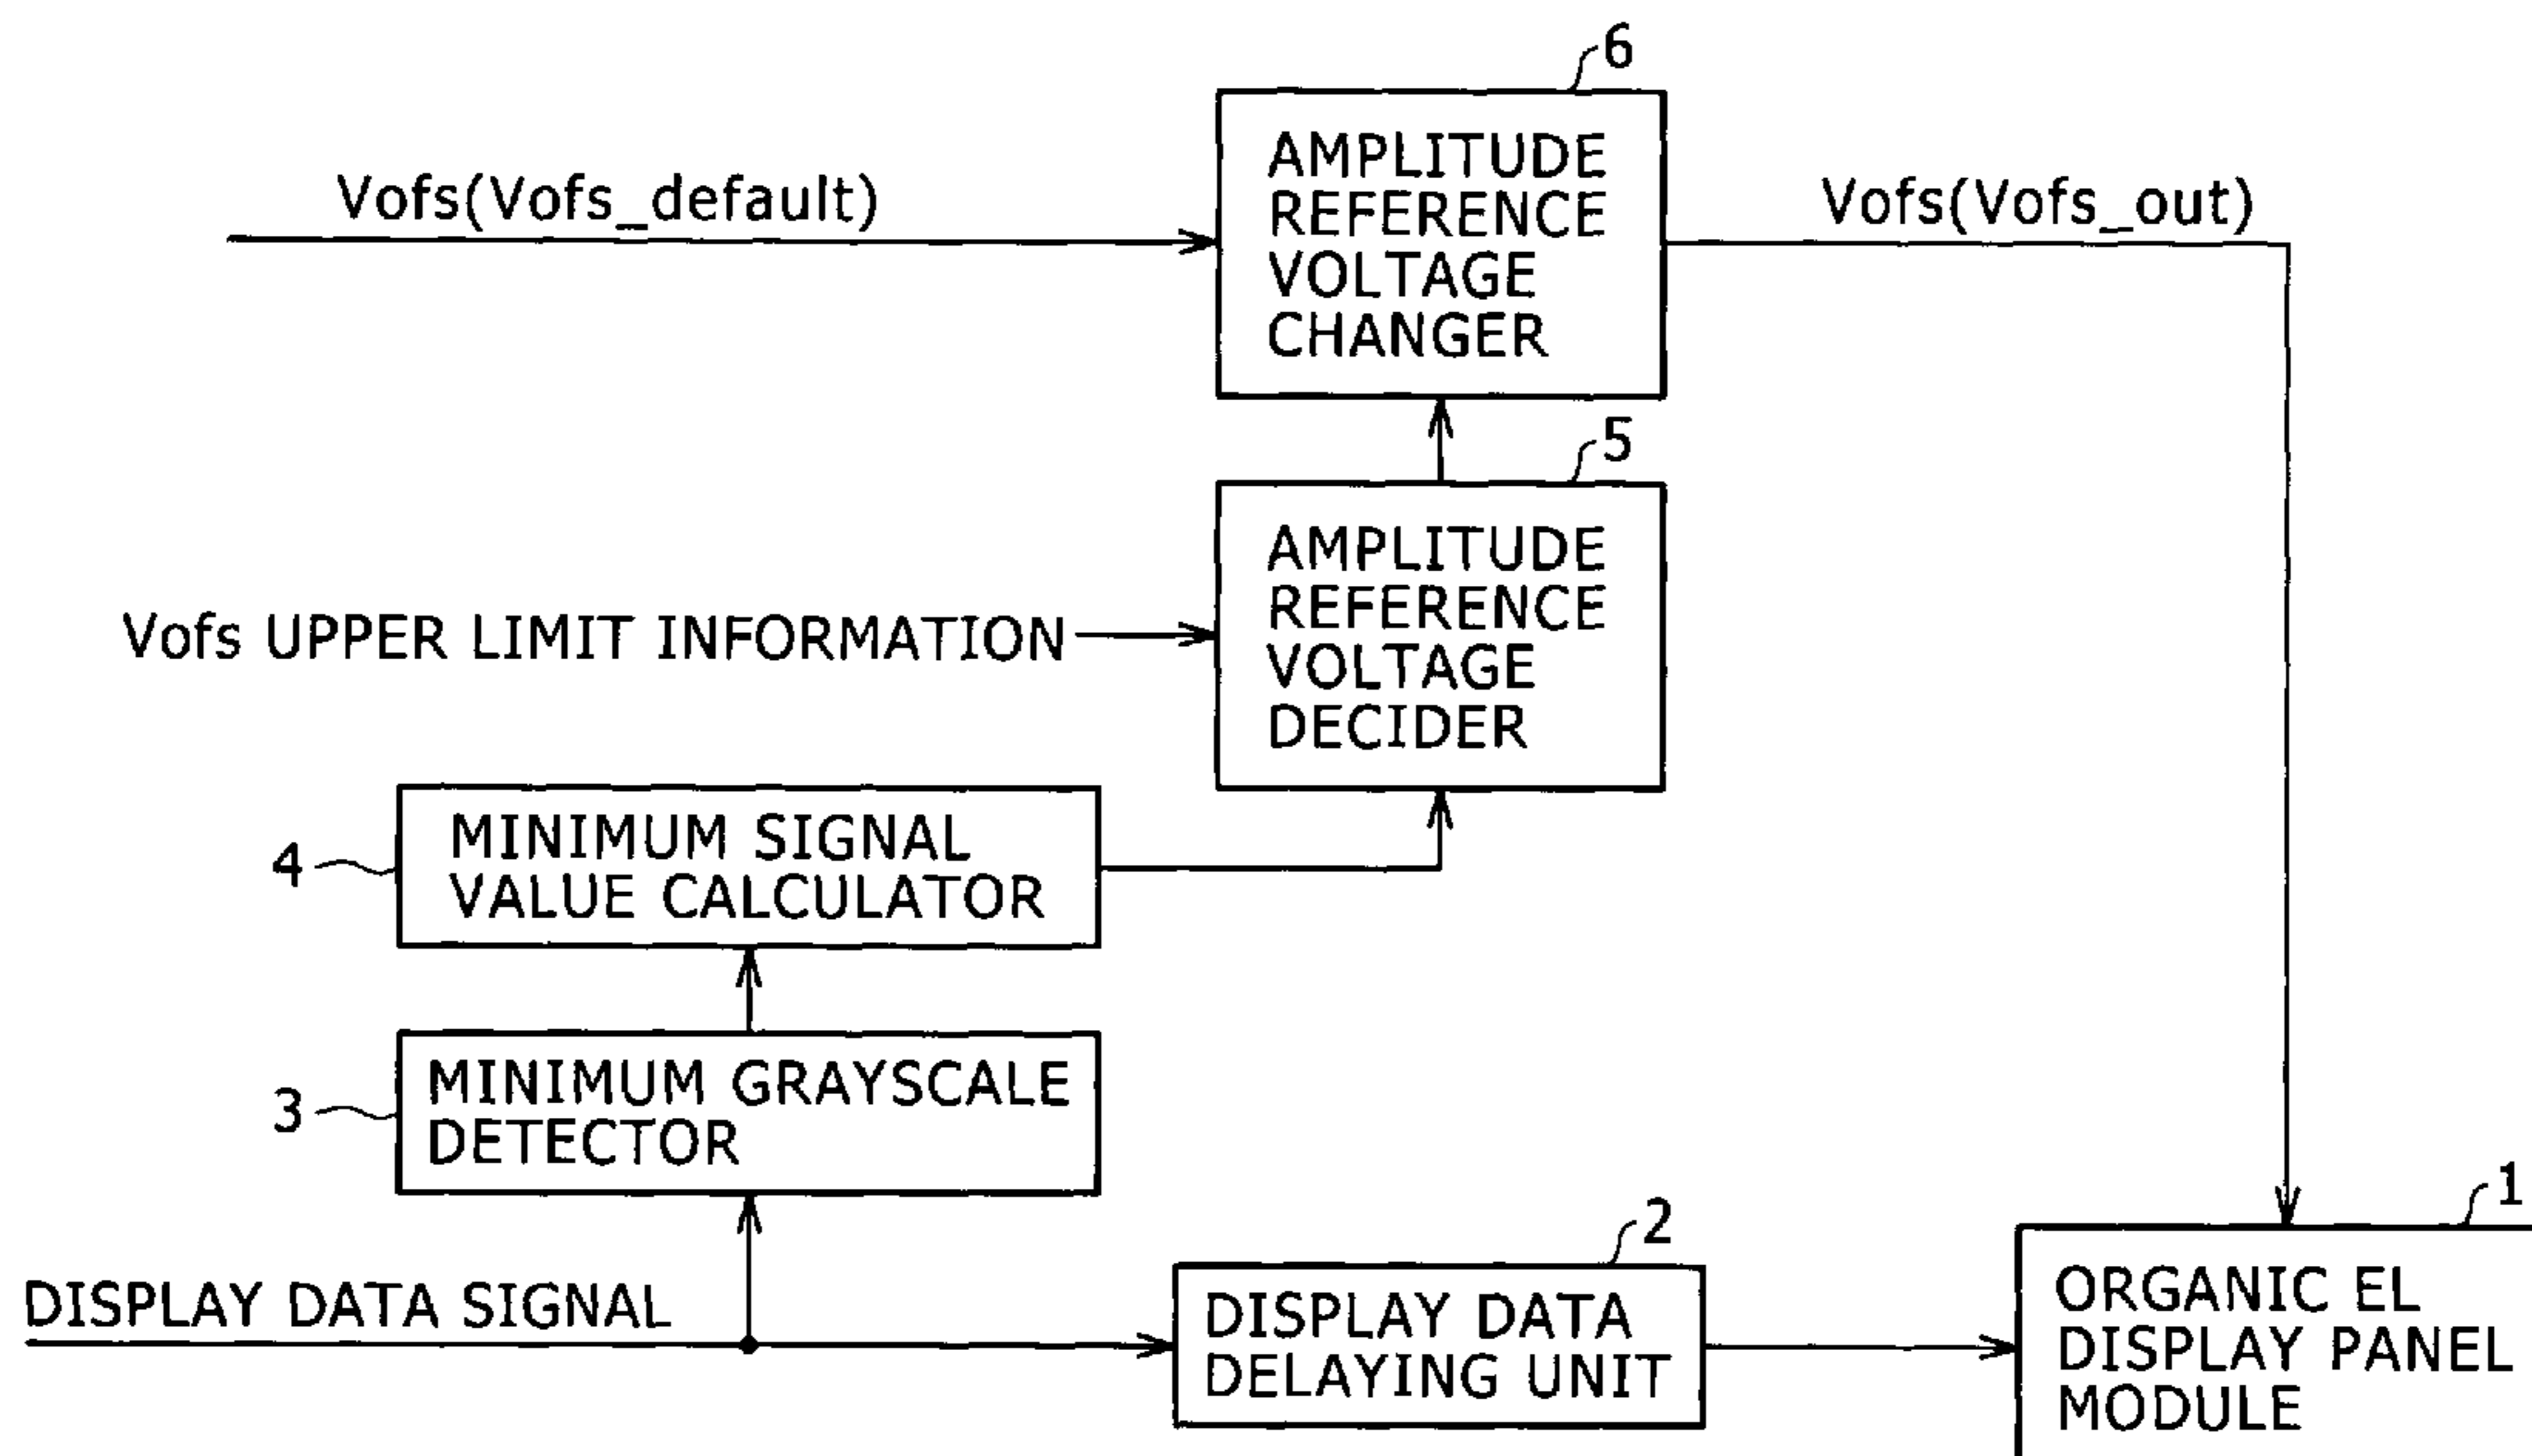 6
AMPLITUDE
REFERENCE
VOLTAGE
CHANGER
Vofs(Vofs_default)
Vofs(Vofs_out)
5
AMPLITUDE
REFERENCE
VOLTAGE
DECIDER
Vofs UPPER LIMIT INFORMATION
4
MINIMUM SIGNAL
VALUE CALCULATOR
3
MINIMUM GRAYSCALE
DETECTOR
DISPLAY DATA SIGNAL
2
DISPLAY DATA
DELAYING UNIT
1
ORGANIC EL
DISPLAY PANEL
MODULE